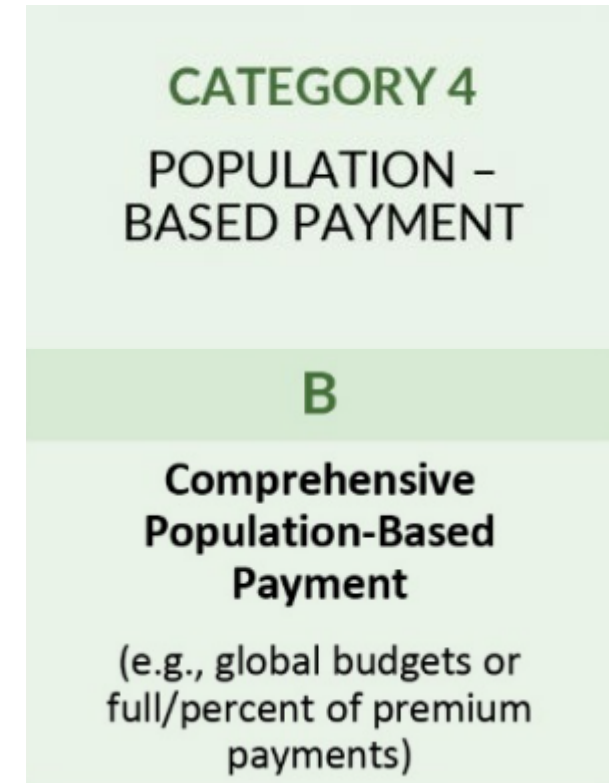 CATEGORY 4
POPULATION –
BASED PAYMENT
B
Comprehensive
Population-Based
Payment
(e.g., global budgets or
full/percent of premium
payments)